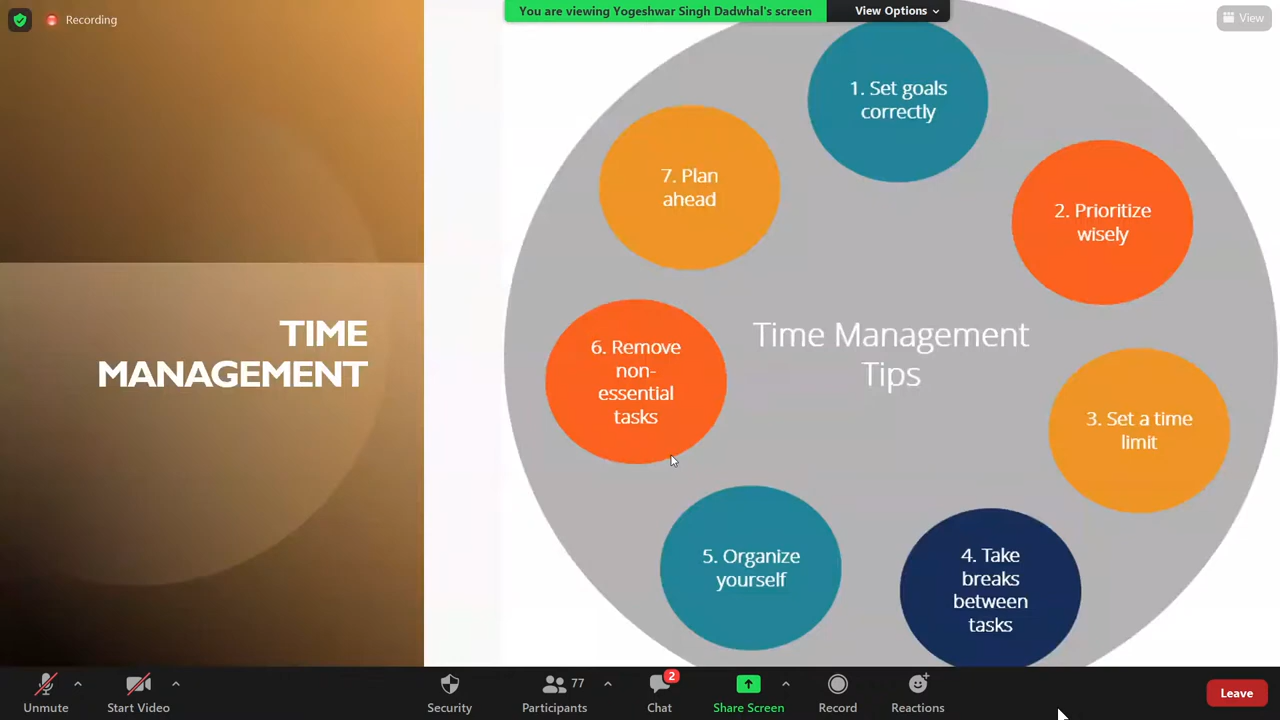 Recording
You are viewing Yogeshwar Singh Dadwhal's screen
View Options
View
TIME
MANAGEMENT
Time Management
Tips
1. Set goals
correctly
2. Prioritize
wisely
3. Set a time
limit
4. Take
breaks
between
tasks
5. Organize
yourself
6. Remove
non-
essential
tasks
7. Plan
ahead
Unmute
Start Video
Security
77
Participants
2
Chat
Share Screen
Record
Reactions
Leave